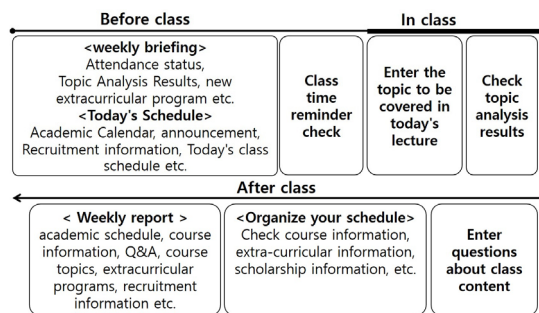 Before class
In class
<weekly briefing>
Attendance status,
Topic Analysis Results, new
extracurricular program etc.
<Today's Schedule>
Academic Calendar, announcement,
Recruitment information, Today's class
schedule etc.
Class
time
reminder
check
Enter the
topic to be
covered in
today's
lecture
Check
topic
analysis
results
After class
< Weekly report >
academic schedule, course
information, Q&A, course
topics, extracurricular
programs, recruitment
information etc.
<Organize your schedule>
Check course information,
extra-curricular information,
scholarship information, etc.
Enter
questions
about class
content